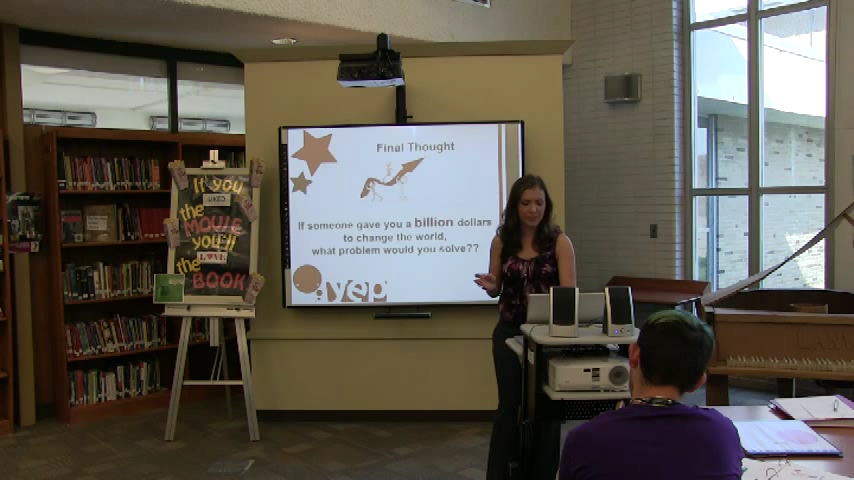 Final Thought
If someone gave you a billion dollars
to change the world,
what problem would you solve??
yep
If you
LIKED
the
MOVIE
you'll
LOVE
the
BOOK